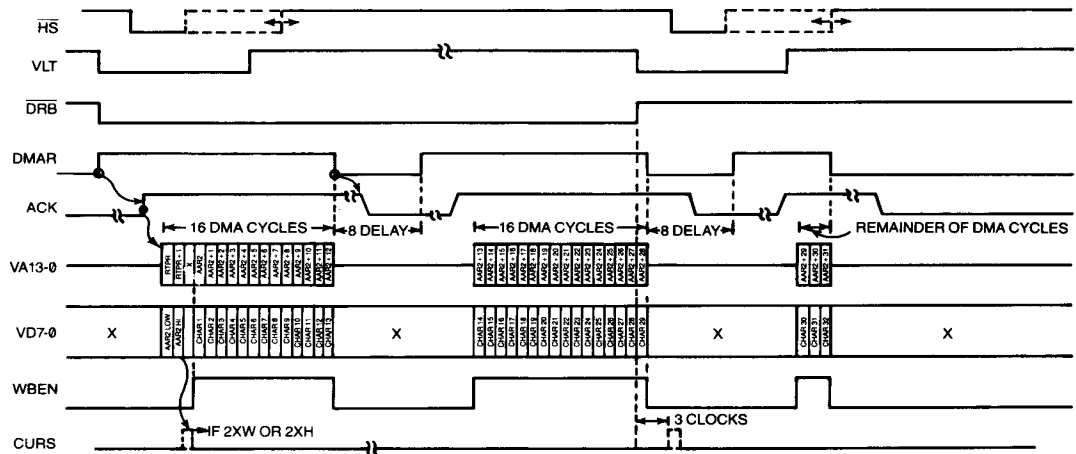 HS
VLT
DRB
DMAR
ACK
16 DMA CYCLES
8 DELAY
16 DMA CYCLES
8 DELAY
REMAINDER OF DMA CYCLES
VA13-0
RTPR
RTPR + 1
X
AAR2
AAR2 + 1
AAR2 + 2
AAR2 + 3
AAR2 + 4
AAR2 + 5
AAR2 + 6
AAR2 + 7
AAR2 + 8
AAR2 + 9
AAR2 + 10
AAR2 + 11
AAR2 + 12
AAR2 + 13
AAR2 + 14
AAR2 + 15
AAR2 + 16
AAR2 + 17
AAR2 + 18
AAR2 + 19
AAR2 + 20
AAR2 + 21
AAR2 + 22
AAR2 + 23
AAR2 + 24
AAR2 + 25
AAR2 + 26
AAR2 + 27
AAR2 + 28
AAR2 + 29
AAR2 + 30
AAR2 + 31
VD7-0
X
AAR2 LOW
AAR2 HI
CHAR 1
CHAR 2
CHAR 3
CHAR 4
CHAR 5
CHAR 6
CHAR 7
CHAR 8
CHAR 9
CHAR 10
CHAR 11
CHAR 12
CHAR 13
X
CHAR 14
CHAR 15
CHAR 16
CHAR 17
CHAR 18
CHAR 19
CHAR 20
CHAR 21
CHAR 22
CHAR 23
CHAR 24
CHAR 25
CHAR 26
CHAR 27
CHAR 28
CHAR 29
X
CHAR 30
CHAR 31
CHAR 32
X
WBEN
3 CLOCKS
IF 2XW OR 2XH
CURS